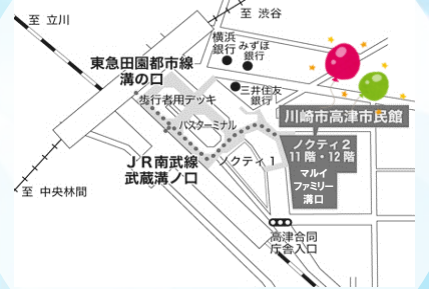 至 渋谷
至 立川
横浜
銀行
みずほ
銀行
東急田園都市線
溝の口
三井住友
銀行
歩行者用デッキ
川崎市高津市民館
バスターミナル
ノクティ2
11階・12階
マルイ
ファミリー
溝口
JR南武線
武蔵溝ノ口
ノクティ1
至 中央林間
高津合同
庁舎入口